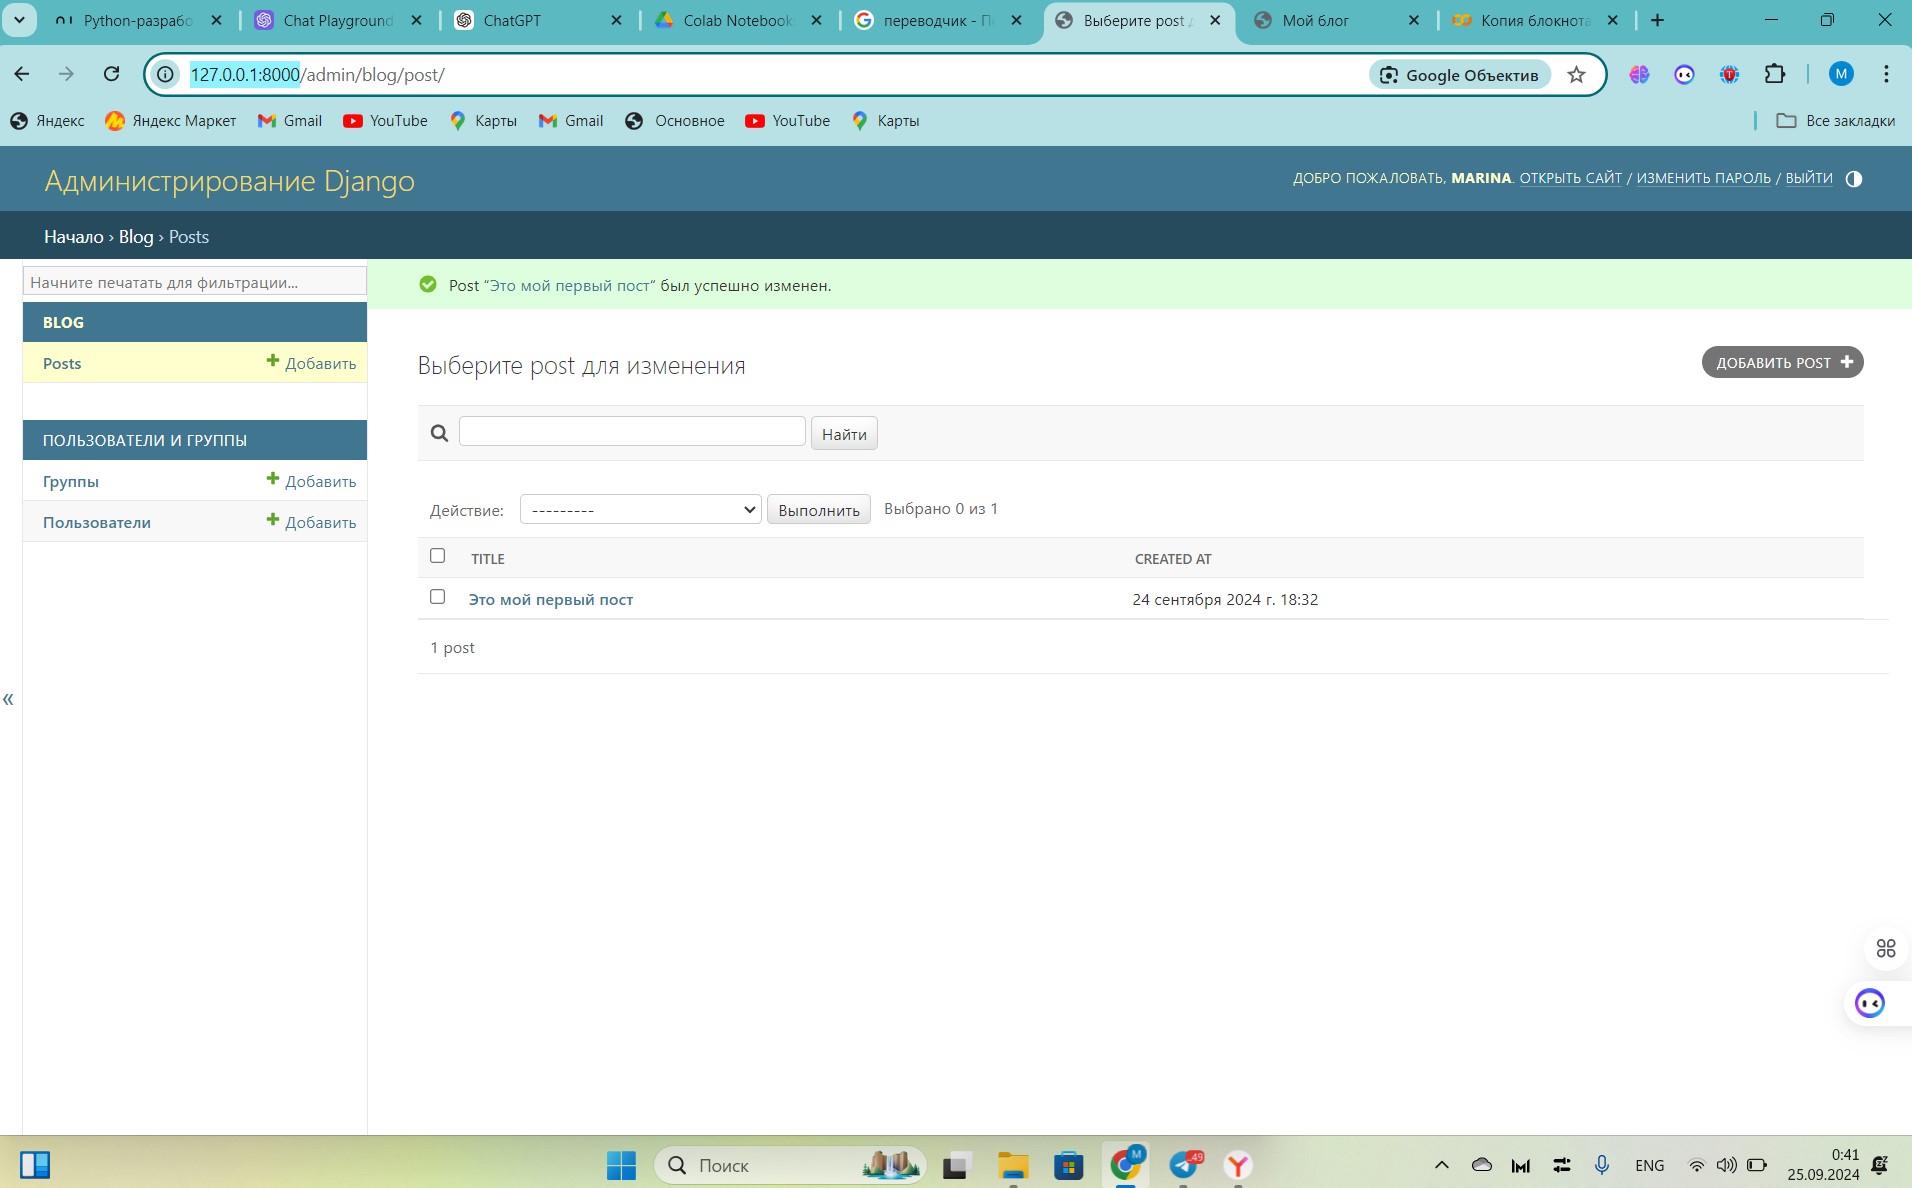 Python-разрабо
Chat Playground
ChatGPT
Colab Notebook
переводчик - П
Выберите post д
Мой блог
Копия блокнота
127.0.0.1:8000/admin/blog/post/
Google Объектив
M
Яндекс
Яндекс Маркет
Gmail
YouTube
Карты
Gmail
Основное
YouTube
Карты
Все закладки
Администрирование Django
ДОБРО ПОЖАЛОВАТЬ, MARINA. ОТКРЫТЬ САЙТ / ИЗМЕНИТЬ ПАРОЛЬ / ВЫЙТИ
Начало › Blog › Posts
Начните печатать для фильтрации...
BLOG
Posts
Добавить
ПОЛЬЗОВАТЕЛИ И ГРУППЫ
Группы
Добавить
Пользователи
Добавить
«
Post “Это мой первый пост” был успешно изменен.
Выберите post для изменения
ДОБАВИТЬ POST
Найти
Действие:
---------
Выполнить
Выбрано 0 из 1
TITLE
CREATED AT
Это мой первый пост
24 сентября 2024 г. 18:32
1 post
Поиск
M
49
ENG
0:41
25.09.2024